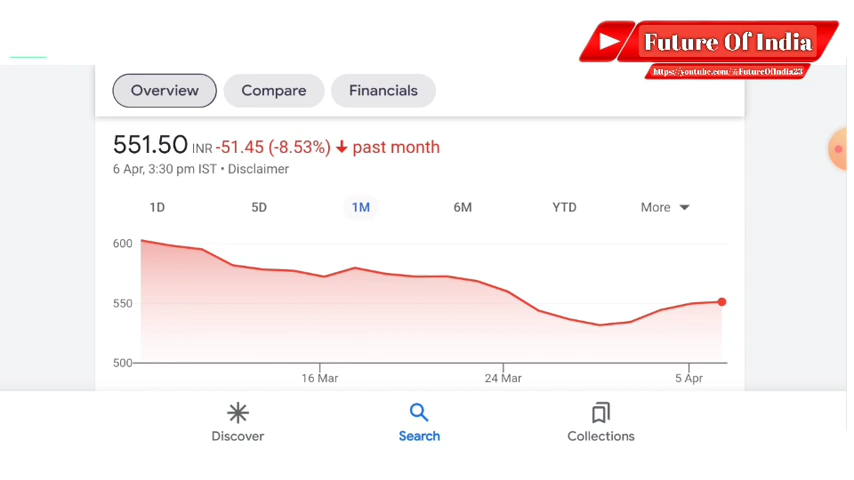 Future Of India
https://youtube.com/@FutureOfIndia23
Overview Compare Financials
551.50 INR -51.45 (-8.53%) ↓ past month
6 Apr, 3:30 pm IST • Disclaimer
1D 5D 1M 6M YTD More
600
550
500
16 Mar 24 Mar 5 Apr
Discover Search Collections